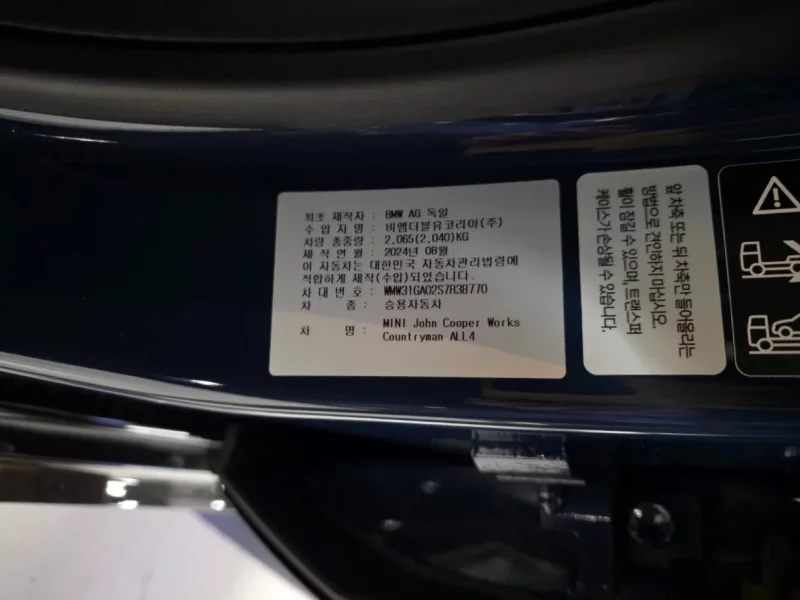 최초 제작자 : BMW AG 독일
수 입 자 명 : 비엠더블유코리아(주)
차량 총중량 : 2,065(2,040)KG
제 작 연 월 : 2024년 08월
이 자동차는 대한민국 자동차관리법령에
적합하게 제작(수입)되었습니다.
차 대 번 호 : WMW31GA02S7R38770
차 종 : 승용자동차
차 명 : MINI John Cooper Works
Countryman ALL4
앞 차축 또는 뒤 차축만 들어올리는
방법으로 견인하지 마십시오.
휠이 잠길 수 있으며, 트랜스퍼
케이스가 손상될 수 있습니다.